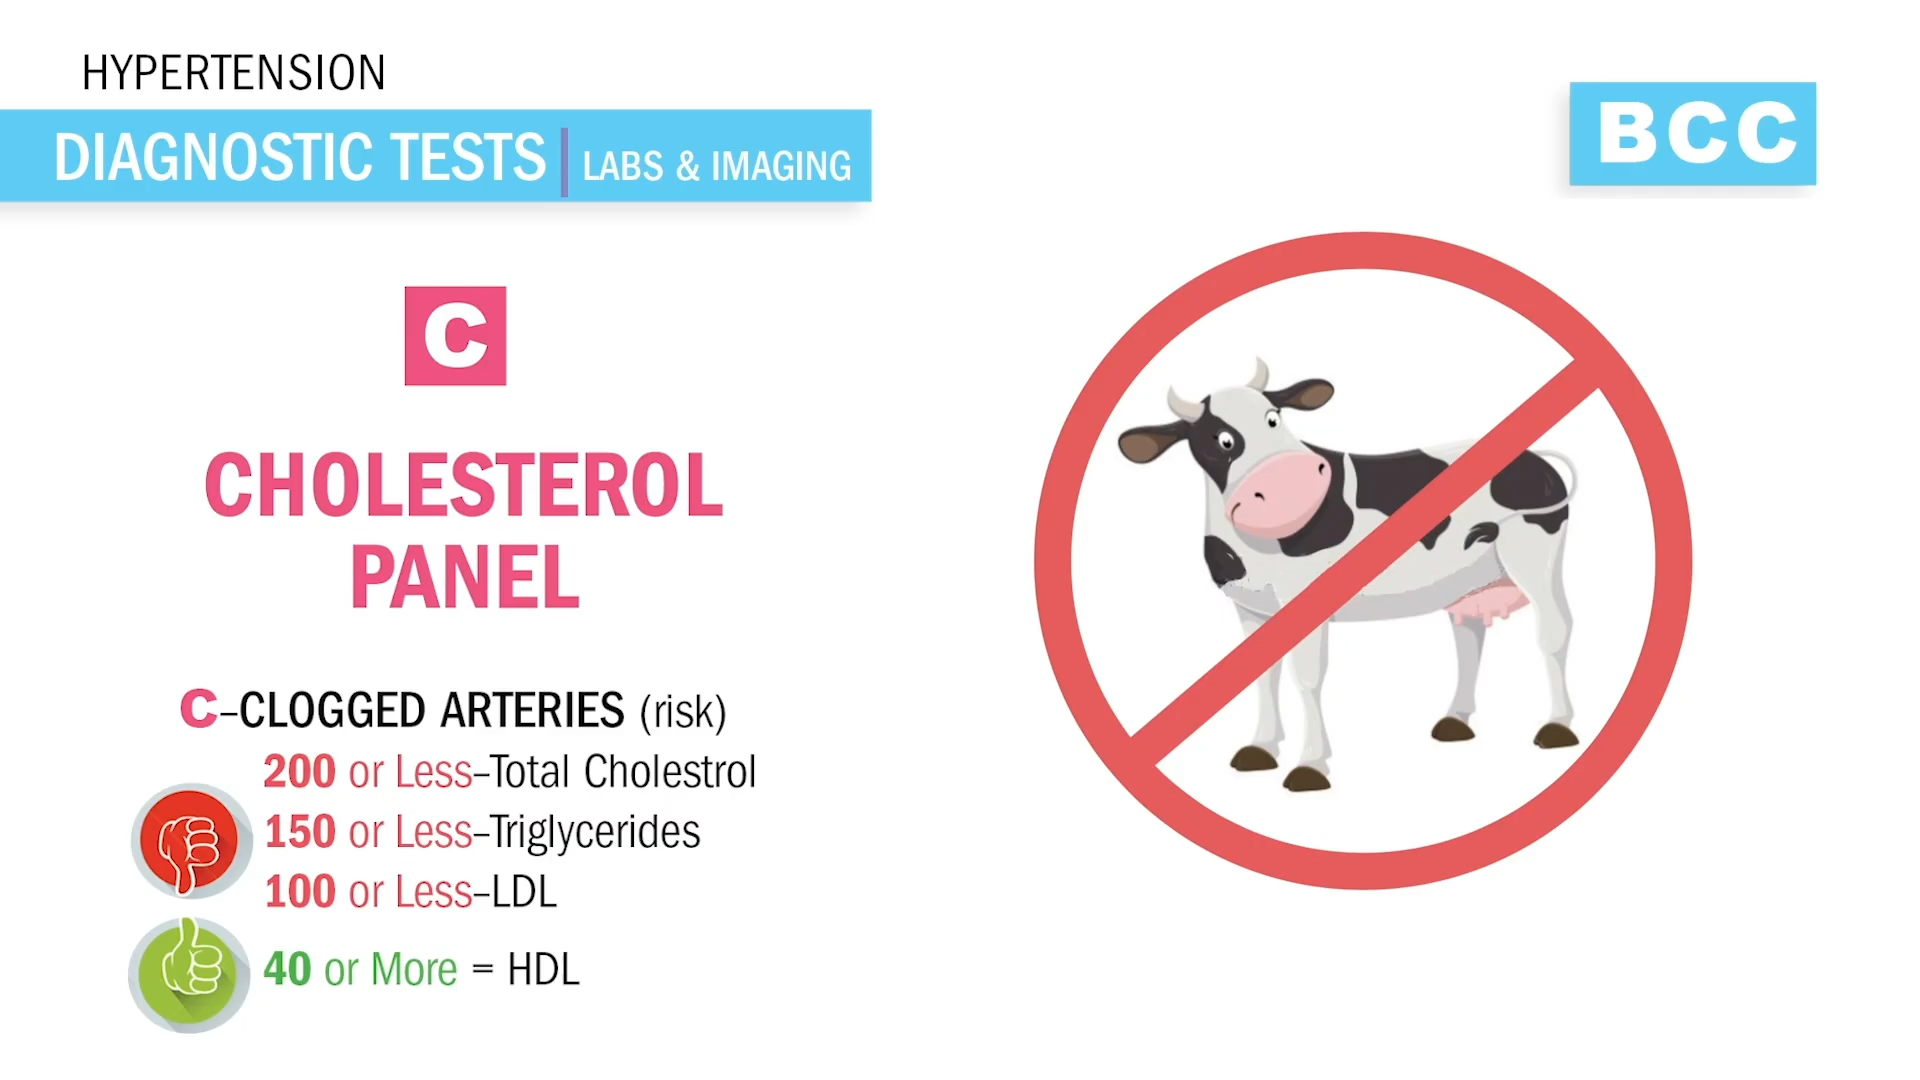 HYPERTENSION
DIAGNOSTIC TESTS | LABS & IMAGING
BCC
C
CHOLESTEROL
PANEL
C–CLOGGED ARTERIES (risk)
200 or Less–Total Cholestrol
150 or Less–Triglycerides
100 or Less–LDL
40 or More = HDL